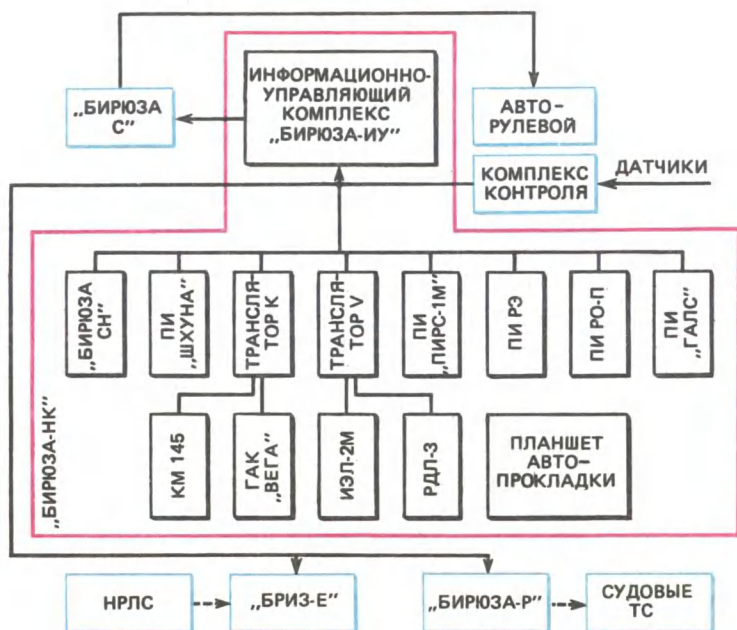 „БИРЮЗА
С"
ИНФОРМАЦИОННО-
УПРАВЛЯЮЩИЙ
КОМПЛЕКС
„БИРЮЗА-ИУ"
АВТО-
РУЛЕВОЙ
КОМПЛЕКС
КОНТРОЛЯ
ДАТЧИКИ
„БИРЮЗА
СН"
ПИ
„ШХУНА"
ТРАНСЛЯ-
ТОР К
ТРАНСЛЯ-
ТОР V
ПИ
„ПИРС-1М"
ПИ РЭ
ПИ РО-П
ПИ
„ГАЛС"
„БИРЮЗА-НК"
КМ 145
ГАК
„ВЕГА"
ИЭЛ-2М
РДЛ-3
ПЛАНШЕТ
АВТО-
ПРОКЛАДКИ
НРЛС
„БРИЗ-Е"
„БИРЮЗА-Р"
СУДОВЫЕ
ТС